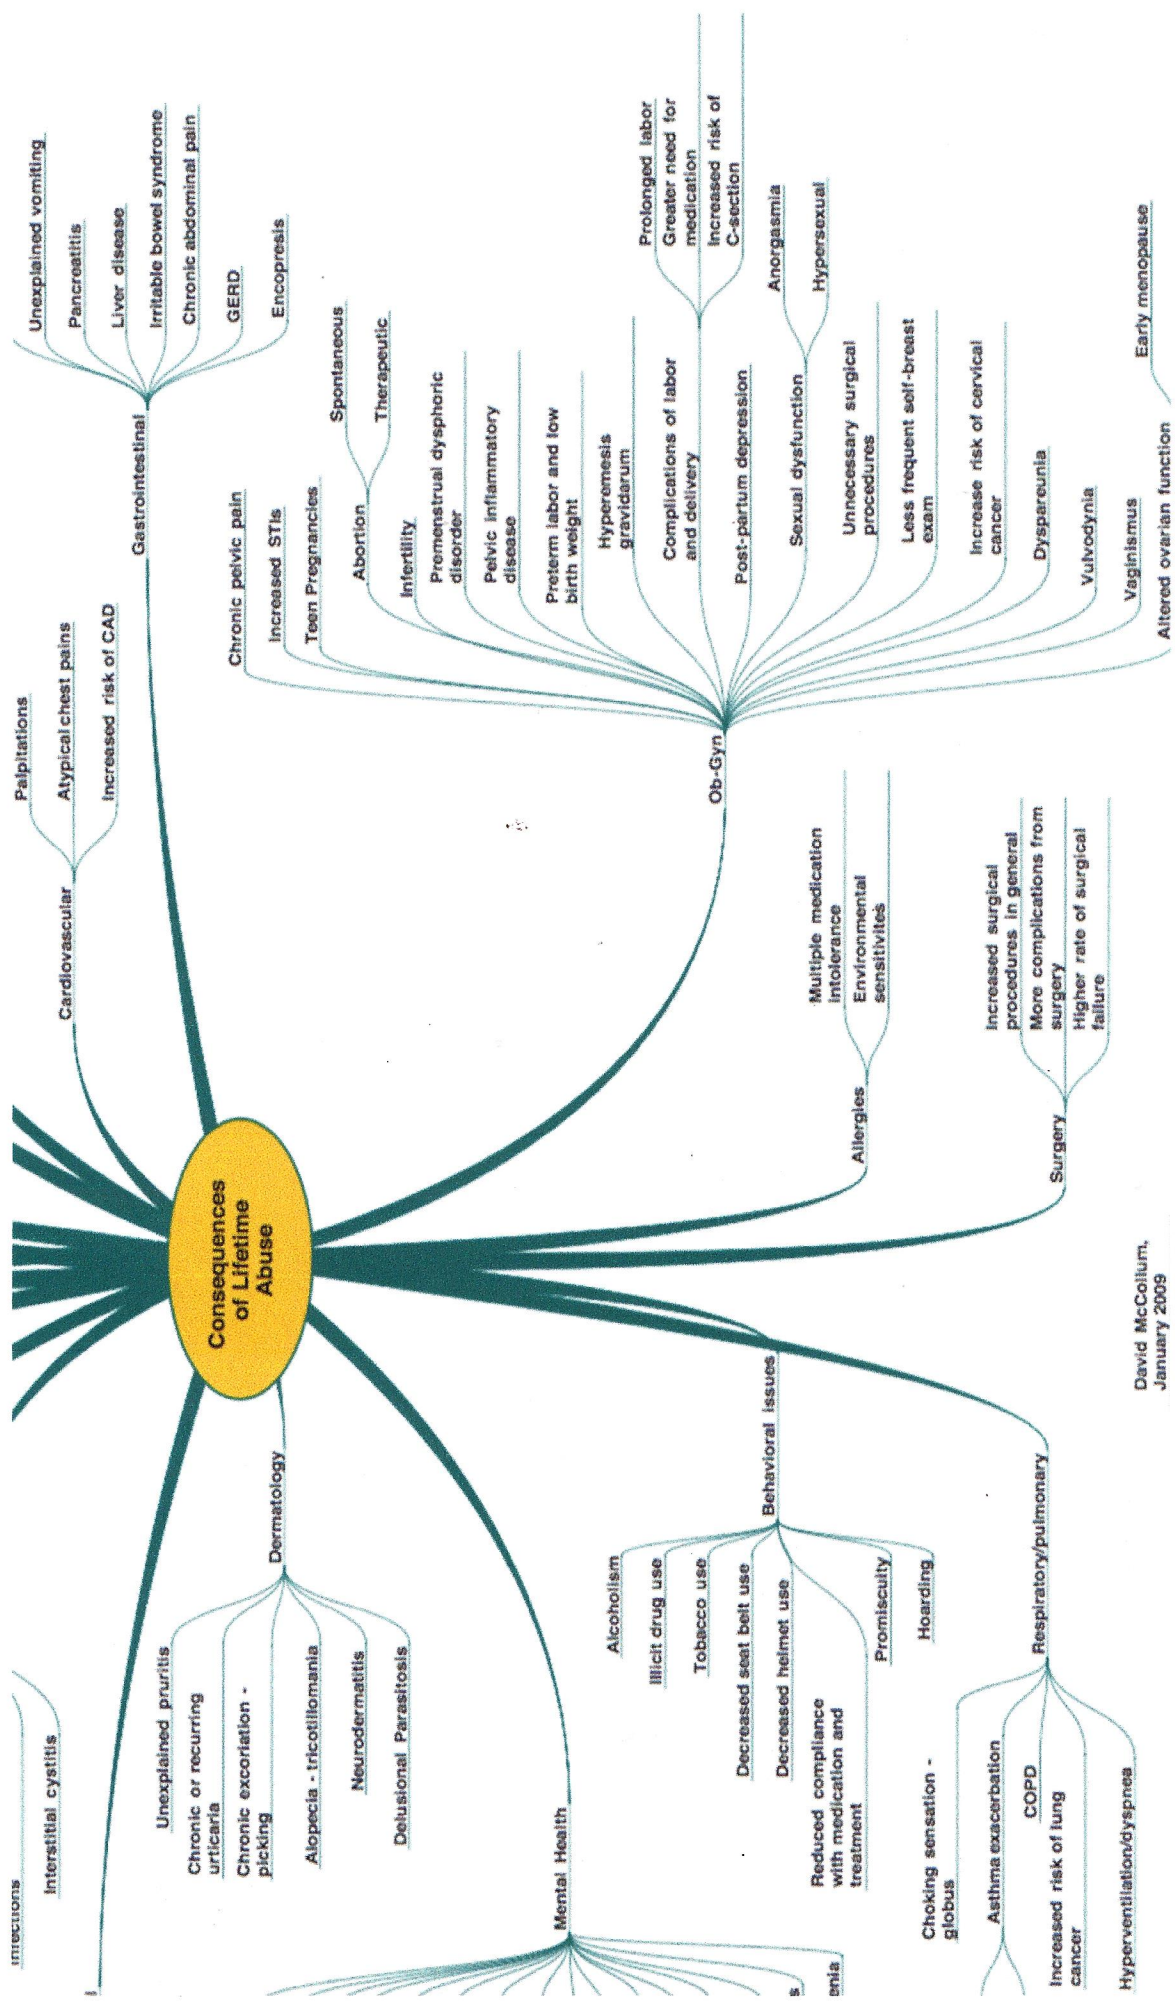 Consequences
of Lifetime
Abuse
Cardiovascular
Palpitations
Atypical chest pains
Increased risk of CAD
Gastrointestinal
Unexplained vomiting
Pancreatitis
Liver disease
Irritable bowel syndrome
Chronic abdominal pain
GERD
Encopresis
Ob-Gyn
Chronic pelvic pain
Increased STIs
Teen Pregnancies
Abortion
Spontaneous
Therapeutic
Infertility
Premenstrual dysphoric
disorder
Pelvic inflammatory
disease
Preterm labor and low
birth weight
Hyperemesis
gravidarum
Complications of labor
and delivery
Prolonged labor
Greater need for
medication
Increased risk of
C-section
Post-partum depression
Sexual dysfunction
Anorgasmia
Hypersexual
Unnecessary surgical
procedures
Less frequent self-breast
exam
Increase risk of cervical
cancer
Dyspareunia
Vulvodynia
Vaginismus
Altered ovarian function
Early menopause
Allergies
Multiple medication
intolerance
Environmental
sensitivites
Surgery
Increased surgical
procedures in general
More complications from
surgery
Higher rate of surgical
failure
Interstitial cystitis
Dermatology
Unexplained pruritis
Chronic or recurring
urticaria
Chronic excoriation -
picking
Alopecia - tricotillomania
Neurodermatitis
Delusional Parasitosis
Mental Health
Behavioral issues
Alcoholism
Illicit drug use
Tobacco use
Decreased seat belt use
Decreased helmet use
Reduced compliance
with medication and
treatment
Promiscuity
Hoarding
Respiratory/pulmonary
Choking sensation -
globus
Asthma exacerbation
COPD
Increased risk of lung
cancer
Hyperventilation/dyspnea
David McCollum,
January 2009